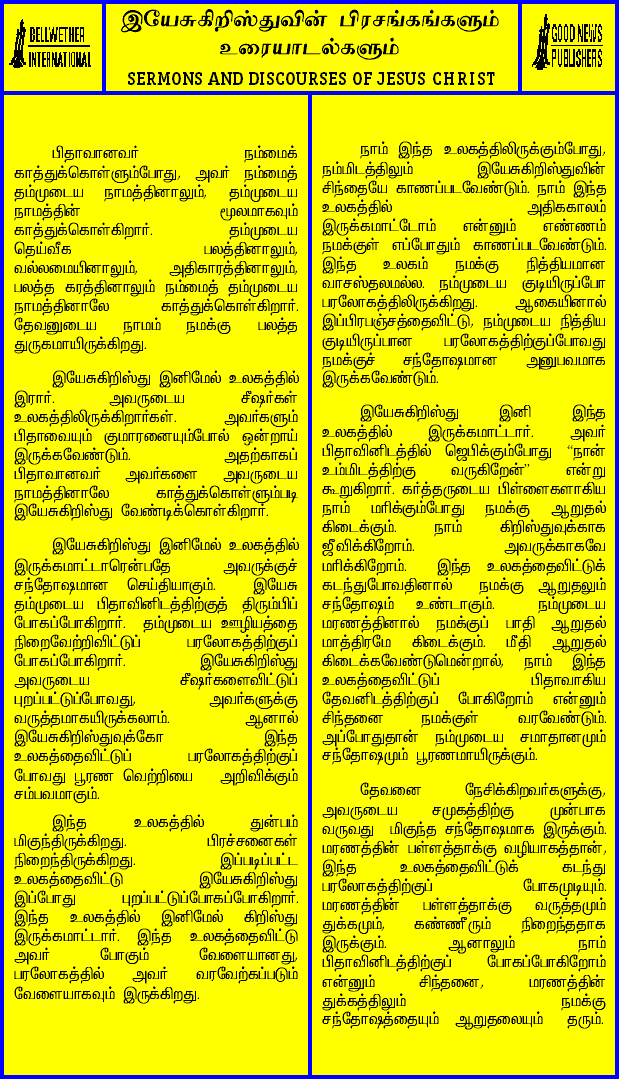 BELLWETHER
INTERNATIONAL
இயேசுகிறிஸ்துவின் பிரசங்கங்களும்
உரையாடல்களும்
SERMONS AND DISCOURSES OF JESUS CHRIST
GOOD NEWS
PUBLISHERS
பிதாவானவர் நம்மைக்
காத்துக்கொள்ளும்போது, அவர் நம்மைத்
தம்முடைய நாமத்தினாலும், தம்முடைய
நாமத்தின் மூலமாகவும்
காத்துக்கொள்கிறார். தம்முடைய
தெய்வீக பலத்தினாலும்,
வல்லமையினாலும், அதிகாரத்தினாலும்,
பலத்த கரத்தினாலும் நம்மைத் தம்முடைய
நாமத்தினாலே காத்துக்கொள்கிறார்.
தேவனுடைய நாமம் நமக்கு பலத்த
துருகமாயிருக்கிறது.
இயேசுகிறிஸ்து இனிமேல் உலகத்தில்
இரார். அவருடைய சீஷர்கள்
உலகத்திலிருக்கிறார்கள். அவர்களும்
பிதாவையும் குமாரனையும்போல் ஒன்றாய்
இருக்கவேண்டும். அதற்காகப்
பிதாவானவர் அவர்களை அவருடைய
நாமத்தினாலே காத்துக்கொள்ளும்படி
இயேசுகிறிஸ்து வேண்டிக்கொள்கிறார்.
இயேசுகிறிஸ்து இனிமேல் உலகத்தில்
இருக்கமாட்டாரென்பதே அவருக்குச்
சந்தோஷமான செய்தியாகும். இயேசு
தம்முடைய பிதாவினிடத்திற்குத் திரும்பிப்
போகப்போகிறார். தம்முடைய ஊழியத்தை
நிறைவேற்றிவிட்டுப் பரலோகத்திற்குப்
போகப்போகிறார். இயேசுகிறிஸ்து
அவருடைய சீஷர்களைவிட்டுப்
புறப்பட்டுப்போவது, அவர்களுக்கு
வருத்தமாகயிருக்கலாம். ஆனால்
இயேசுகிறிஸ்துவுக்கோ இந்த
உலகத்தைவிட்டுப் பரலோகத்திற்குப்
போவது பூரண வெற்றியை அறிவிக்கும்
சம்பவமாகும்.
இந்த உலகத்தில் துன்பம்
மிகுந்திருக்கிறது. பிரச்சனைகள்
நிறைந்திருக்கிறது. இப்படிப்பட்ட
உலகத்தைவிட்டு இயேசுகிறிஸ்து
இப்போது புறப்பட்டுப்போகப்போகிறார்.
இந்த உலகத்தில் இனிமேல் கிறிஸ்து
இருக்கமாட்டார். இந்த உலகத்தைவிட்டு
அவர் போகும் வேளையானது,
பரலோகத்தில் அவர் வரவேற்கப்படும்
வேளையாகவும் இருக்கிறது.
நாம் இந்த உலகத்திலிருக்கும்போது,
நம்மிடத்திலும் இயேசுகிறிஸ்துவின்
சிந்தையே காணப்படவேண்டும். நாம் இந்த
உலகத்தில் அதிககாலம்
இருக்கமாட்டோம் என்னும் எண்ணம்
நமக்குள் எப்போதும் காணப்படவேண்டும்.
இந்த உலகம் நமக்கு நித்தியமான
வாசஸ்தலமல்ல. நம்முடைய குடியிருப்போ
பரலோகத்திலிருக்கிறது. ஆகையினால்
இப்பிரபஞ்சத்தைவிட்டு, நம்முடைய நித்திய
குடியிருப்பான பரலோகத்திற்குப்போவது
நமக்குச் சந்தோஷமான அனுபவமாக
இருக்கவேண்டும்.
இயேசுகிறிஸ்து இனி இந்த
உலகத்தில் இருக்கமாட்டார். அவர்
பிதாவினிடத்தில் ஜெபிக்கும்போது “நான்
உம்மிடத்திற்கு வருகிறேன்” என்று
கூறுகிறார். கர்த்தருடைய பிள்ளைகளாகிய
நாம் மரிக்கும்போது நமக்கு ஆறுதல்
கிடைக்கும். நாம் கிறிஸ்துவுக்காக
ஜீவிக்கிறோம். அவருக்காகவே
மரிக்கிறோம். இந்த உலகத்தைவிட்டுக்
கடந்துபோவதினால் நமக்கு ஆறுதலும்
சந்தோஷம் உண்டாகும். நம்முடைய
மரணத்தினால் நமக்குப் பாதி ஆறுதல்
மாத்திரமே கிடைக்கும். மீதி ஆறுதல்
கிடைக்கவேண்டுமென்றால், நாம் இந்த
உலகத்தைவிட்டுப் பிதாவாகிய
தேவனிடத்திற்குப் போகிறோம் என்னும்
சிந்தனை நமக்குள் வரவேண்டும்.
அப்போதுதான் நம்முடைய சமாதானமும்
சந்தோஷமும் பூரணமாயிருக்கும்.
தேவனை நேசிக்கிறவர்களுக்கு,
அவருடைய சமுகத்திற்கு முன்பாக
வருவது மிகுந்த சந்தோஷமாக இருக்கும்.
மரணத்தின் பள்ளத்தாக்கு வழியாகத்தான்,
இந்த உலகத்தைவிட்டுக் கடந்து
பரலோகத்திற்குப் போகமுடியும்.
மரணத்தின் பள்ளத்தாக்கு வருத்தமும்
துக்கமும், கண்ணீரும் நிறைந்ததாக
இருக்கும். ஆனாலும் நாம்
பிதாவினிடத்திற்குப் போகப்போகிறோம்
என்னும் சிந்தனை, மரணத்தின்
துக்கத்திலும் நமக்கு
சந்தோஷத்தையும் ஆறுதலையும் தரும்.